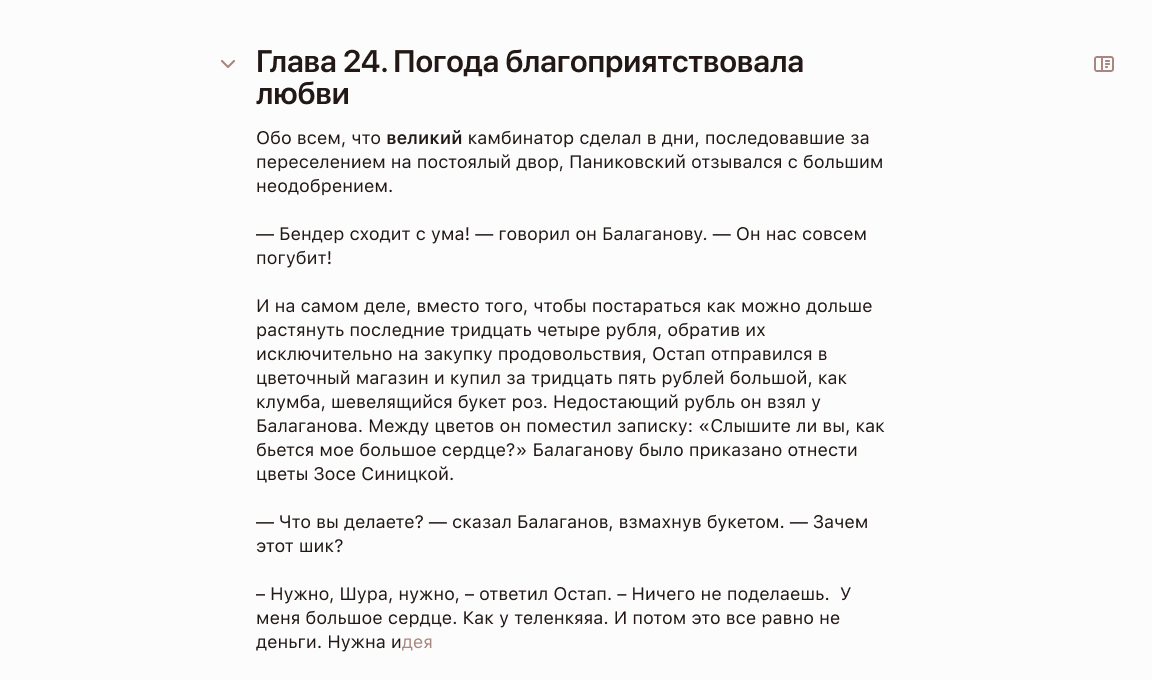 Глава 24. Погода благоприятствовала
любви
Обо всем, что великий камбинатор сделал в дни, последовавшие за
переселением на постоялый двор, Паниковский отзывался с большим
неодобрением.
— Бендер сходит с ума! — говорил он Балаганову. — Он нас совсем
погубит!
И на самом деле, вместо того, чтобы постараться как можно дольше
растянуть последние тридцать четыре рубля, обратив их
исключительно на закупку продовольствия, Остап отправился в
цветочный магазин и купил за тридцать пять рублей большой, как
клумба, шевелящийся букет роз. Недостающий рубль он взял у
Балаганова. Между цветов он поместил записку: «Слышите ли вы, как
бьется мое большое сердце?» Балаганову было приказано отнести
цветы Зосе Синицкой.
— Что вы делаете? — сказал Балаганов, взмахнув букетом. — Зачем
этот шик?
– Нужно, Шура, нужно, – ответил Остап. – Ничего не поделаешь.  У
меня большое сердце. Как у теленкяяа. И потом это все равно не
деньги. Нужна идея